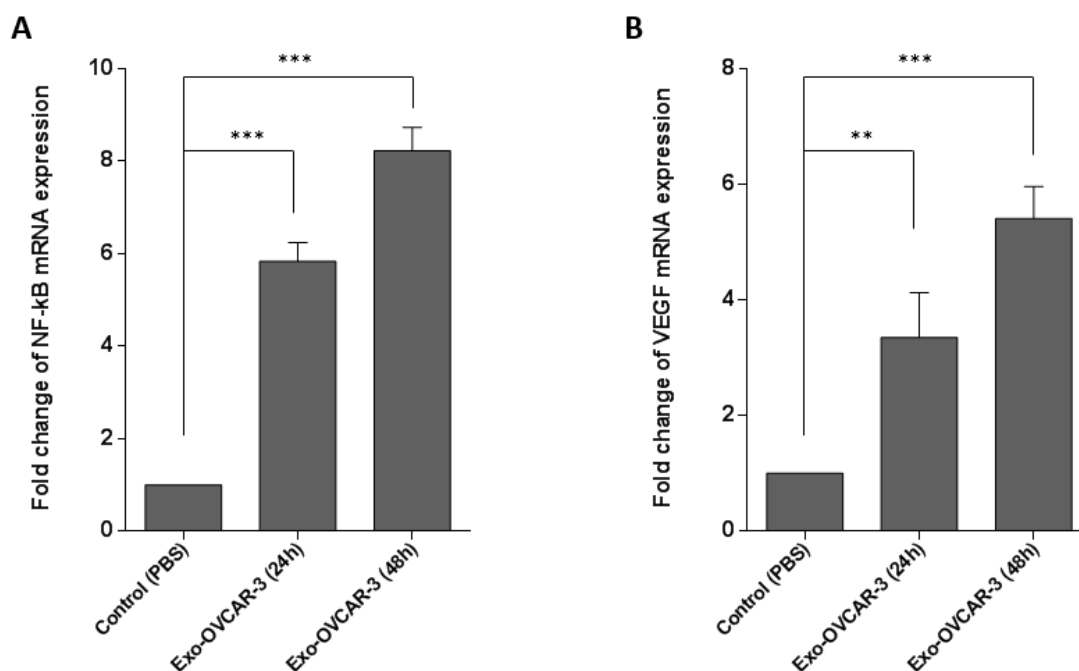 A
Fold change of NF-kB mRNA expression
10
8
6
4
2
0
***
***
Control (PBS)
Exo-OVCAR-3 (24h)
Exo-OVCAR-3 (48h)
B
Fold change of VEGF mRNA expression
8
6
4
2
0
***
**
Control (PBS)
Exo-OVCAR-3 (24h)
Exo-OVCAR-3 (48h)